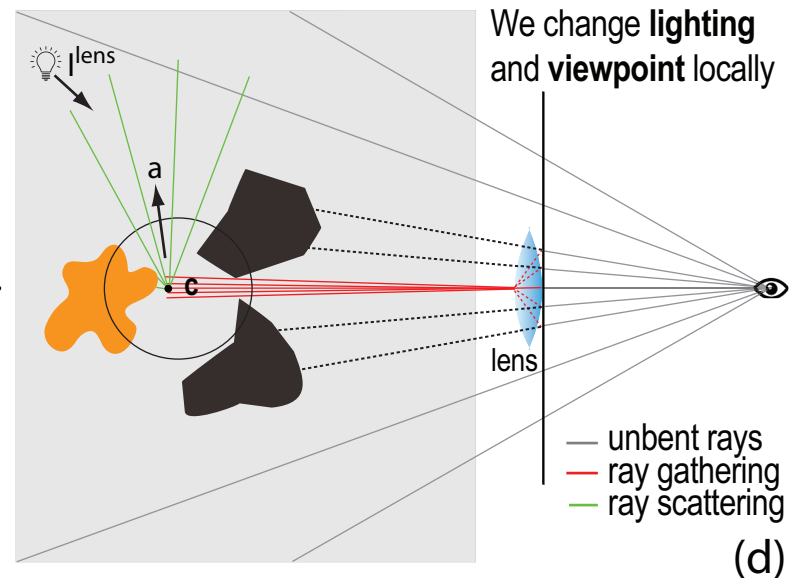 We change lighting
and viewpoint locally
l^lens
a
c
lens
unbent rays
ray gathering
ray scattering
(d)